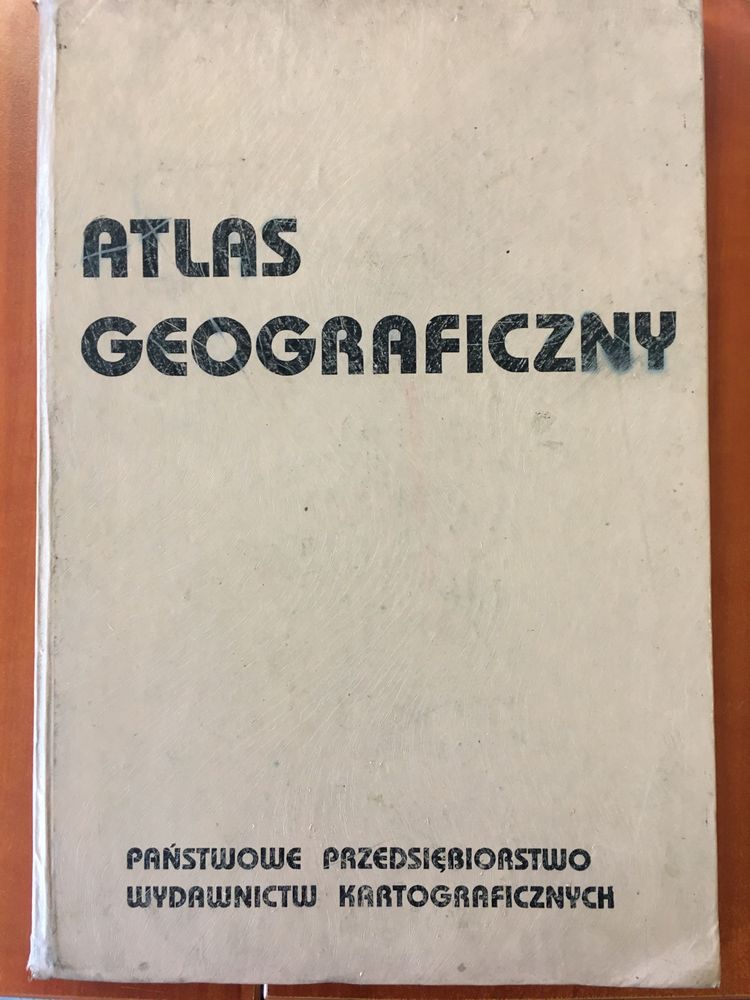 ATLAS
GEOGRAFICZNY
PAŃSTWOWE PRZEDSIĘBIORSTWO
WYDAWNICTW KARTOGRAFICZNYCH